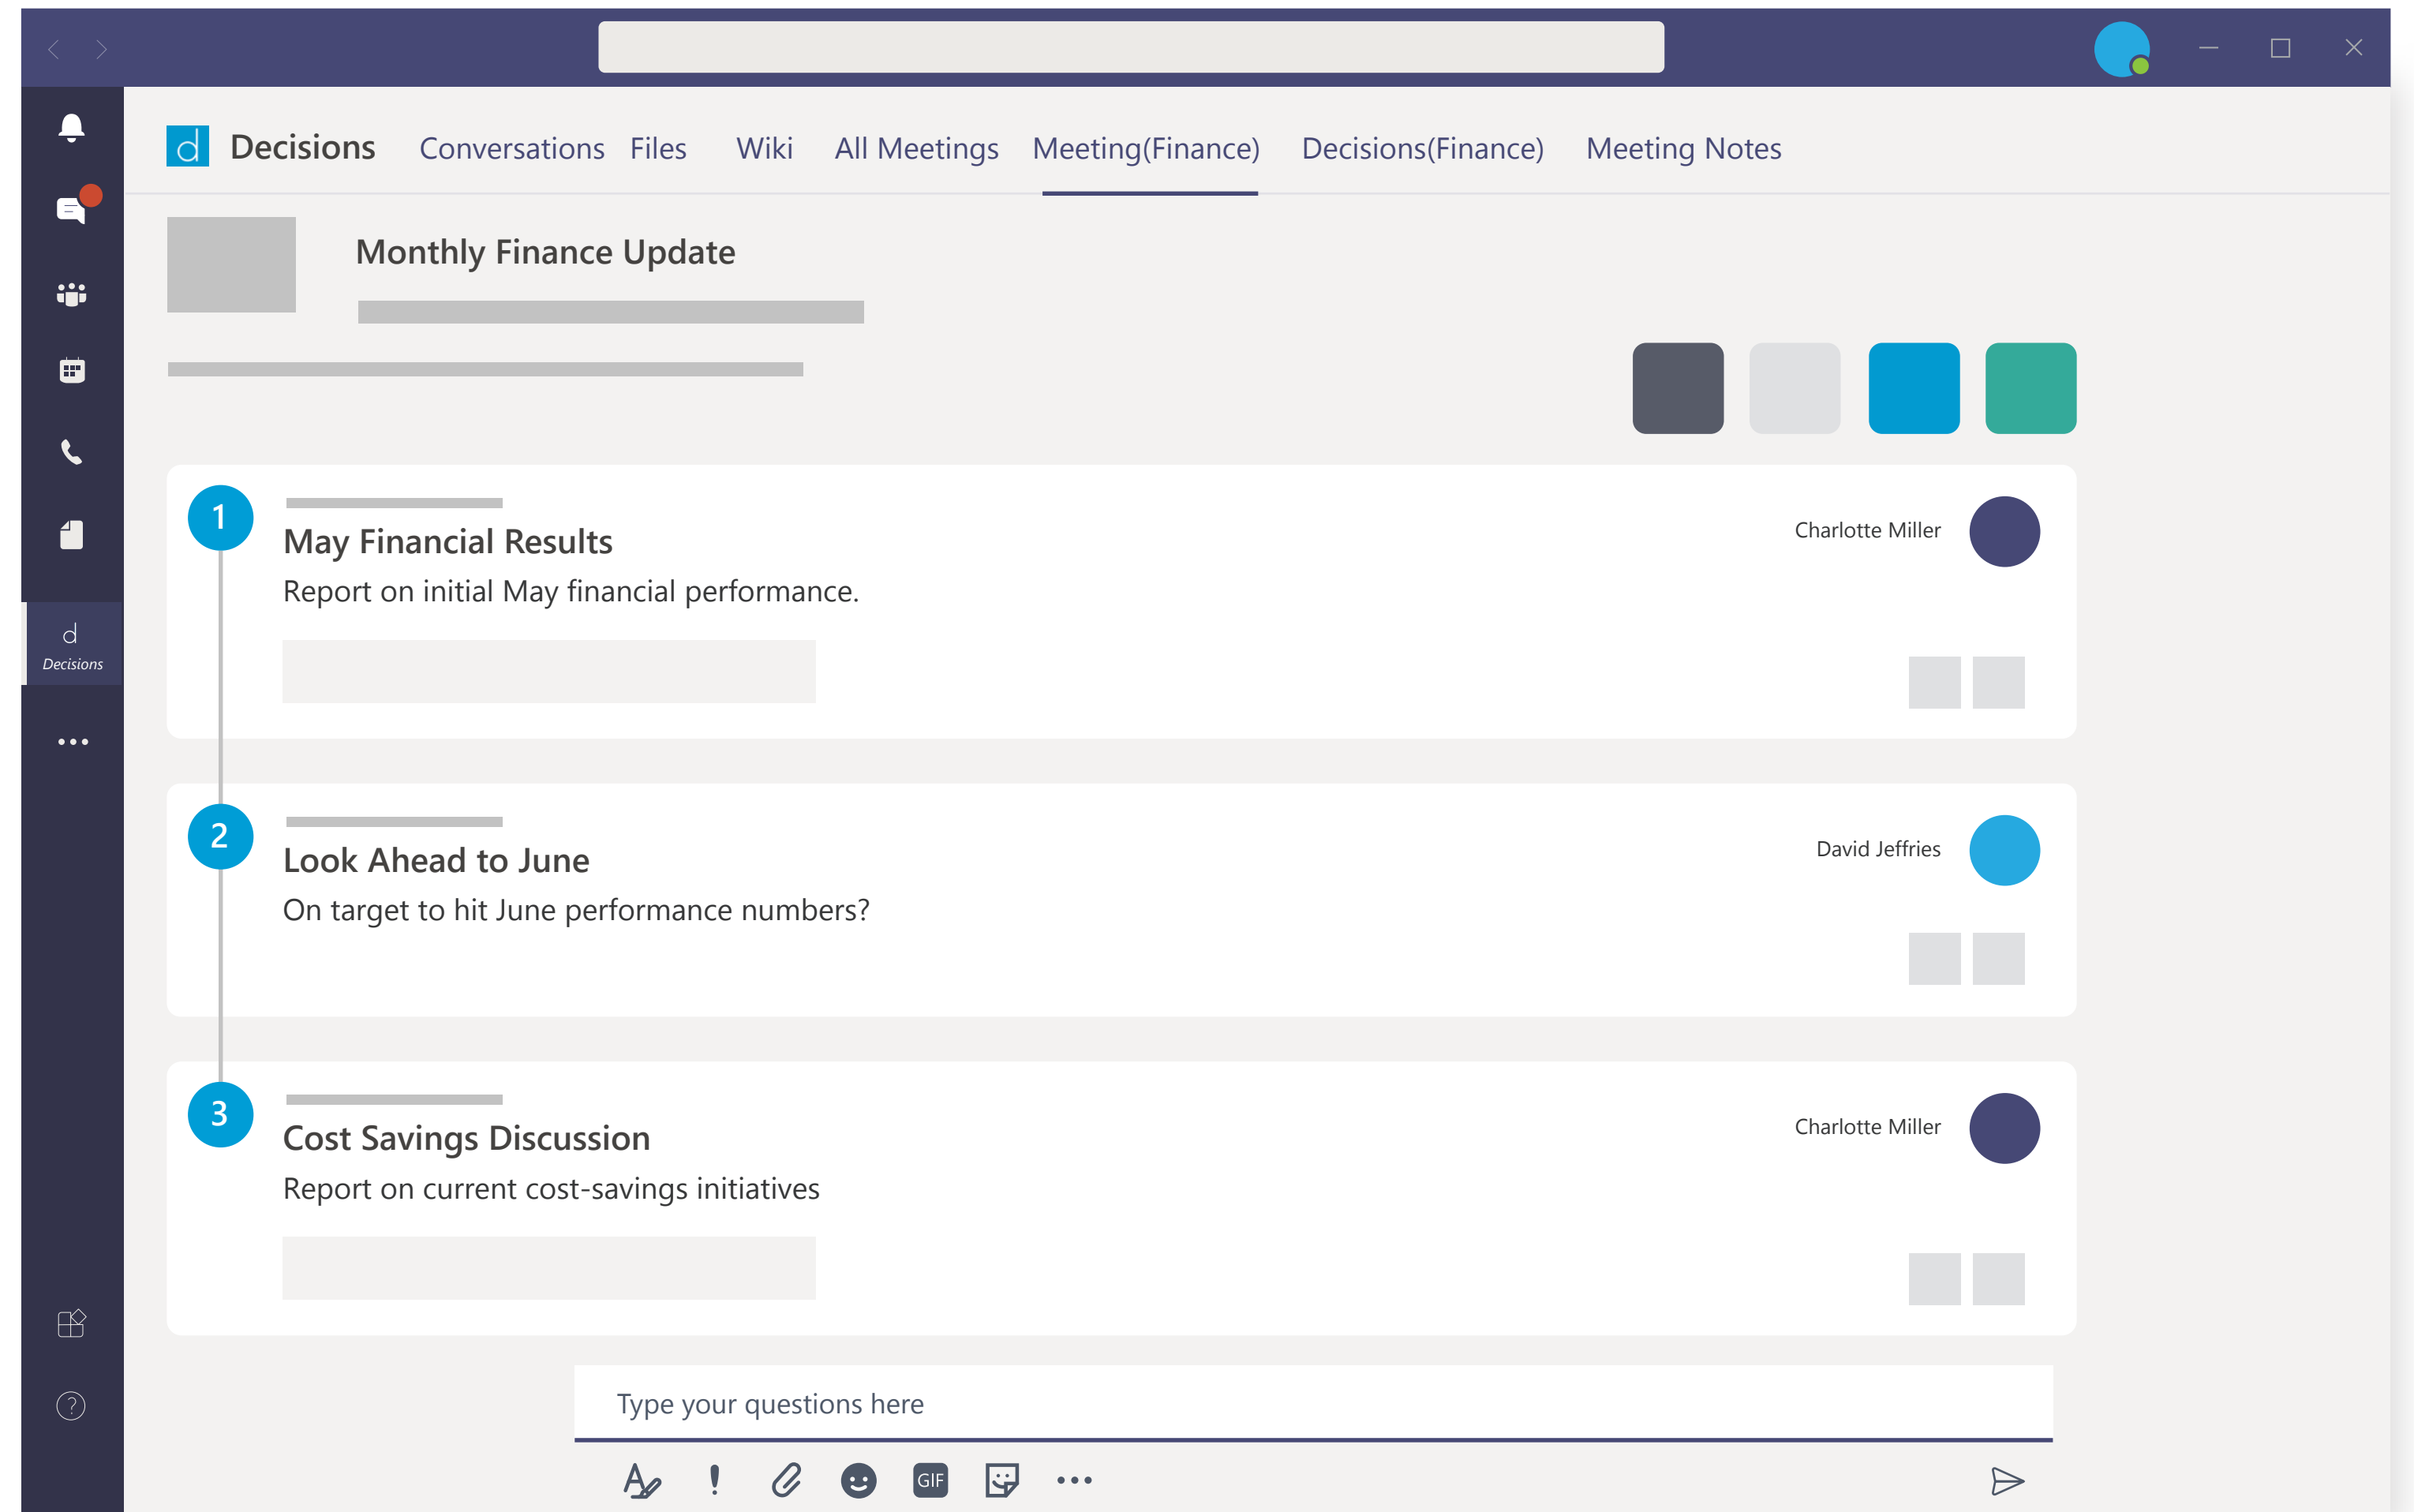 d Decisions Conversations Files Wiki All Meetings Meeting(Finance) Decisions(Finance) Meeting Notes
Monthly Finance Update
1
May Financial Results
Charlotte Miller
Report on initial May financial performance.
d
Decisions
2
Look Ahead to June
David Jeffries
On target to hit June performance numbers?
3
Cost Savings Discussion
Charlotte Miller
Report on current cost-savings initiatives
Type your questions here
GIF